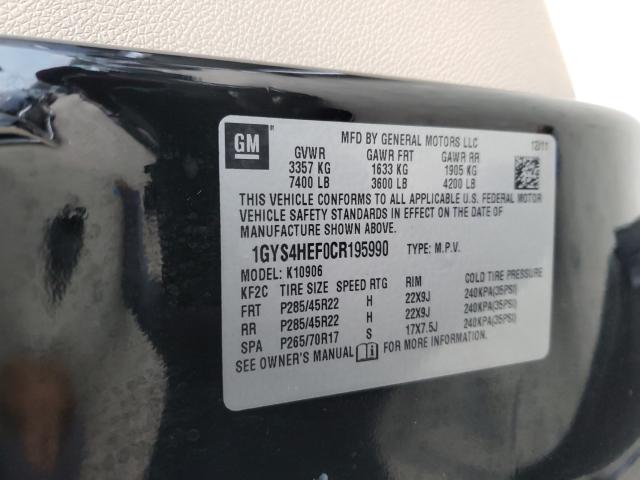 GM
MFD BY GENERAL MOTORS LLC 12/11
GVWR GAWR FRT GAWR RR
3357 KG 1633 KG 1905 KG
7400 LB 3600 LB 4200 LB
THIS VEHICLE CONFORMS TO ALL APPLICABLE U.S. FEDERAL MOTOR
VEHICLE SAFETY STANDARDS IN EFFECT ON THE DATE OF
MANUFACTURE SHOWN ABOVE.
1GYS4HEF0CR195990 TYPE: M.P.V.
MODEL: K10906
KF2C TIRE SIZE SPEED RTG RIM COLD TIRE PRESSURE
FRT P285/45R22 H 22X9J 240KPA(35PSI)
RR P285/45R22 H 22X9J 240KPA(35PSI)
SPA P265/70R17 S 17X7.5J 240KPA(35PSI)
SEE OWNER'S MANUAL FOR MORE INFORMATION.